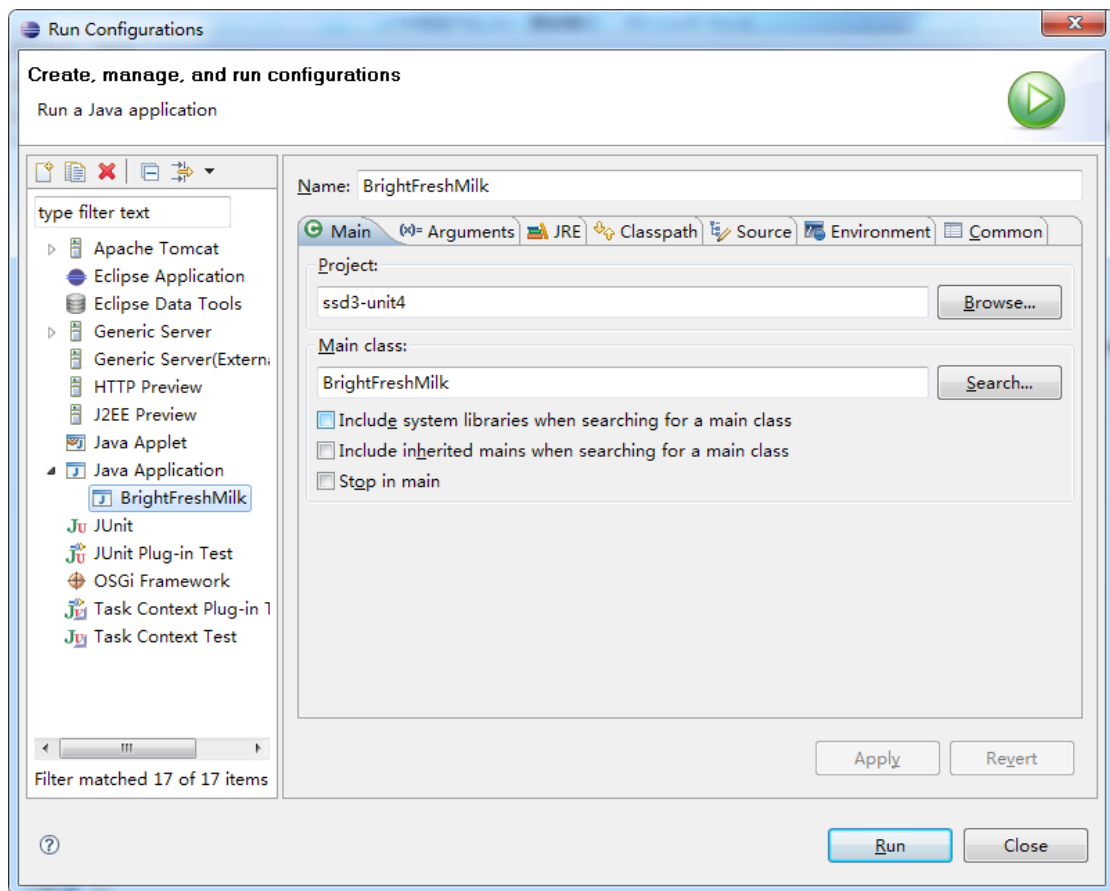 Run Configurations
Create, manage, and run configurations
Run a Java application
type filter text
Apache Tomcat
Eclipse Application
Eclipse Data Tools
Generic Server
Generic Server(Externa
HTTP Preview
J2EE Preview
Java Applet
Java Application
BrightFreshMilk
JUnit
JUnit Plug-in Test
OSGi Framework
Task Context Plug-in T
Task Context Test
Filter matched 17 of 17 items
Name: BrightFreshMilk
Main (x)= Arguments JRE Classpath Source Environment Common
Project:
ssd3-unit4 Browse...
Main class:
BrightFreshMilk Search...
Include system libraries when searching for a main class
Include inherited mains when searching for a main class
Stop in main
Apply Revert
Run Close